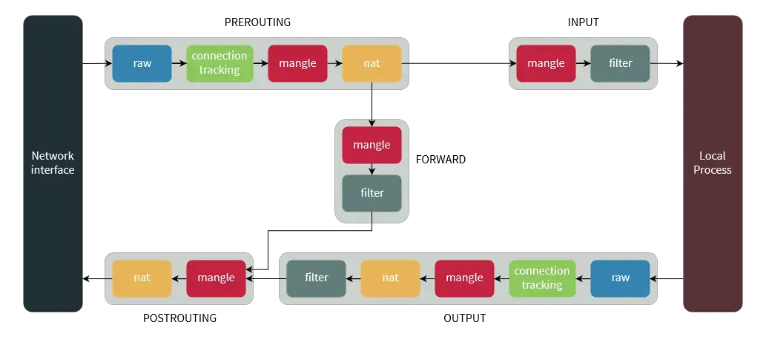 PREROUTING
INPUT
raw
connection
tracking
mangle
nat
mangle
filter
Network
interface
mangle
filter
FORWARD
Local
Process
nat
mangle
filter
nat
mangle
connection
tracking
raw
POSTROUTING
OUTPUT